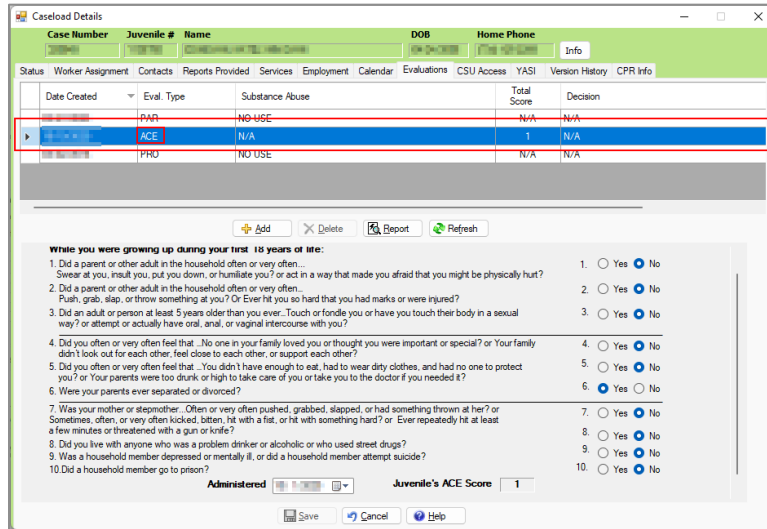 Caseload Details
Case Number Juvenile # Name DOB Home Phone
Info
Status Worker Assignment Contacts Reports Provided Services Employment Calendar Evaluations CSU Access YASI Version History CPR Info
Date Created Eval. Type Substance Abuse Total Score Decision
PAR NO USE N/A N/A
ACE N/A 1 N/A
PRO NO USE N/A N/A
Add Delete Report Refresh
While you were growing up during your first 18 years of life:
1. Did a parent or other adult in the household often or very often... 1. Yes No
Swear at you, insult you, put you down, or humiliate you? or act in a way that made you afraid that you might be physically hurt?
2. Did a parent or other adult in the household often or very often... 2. Yes No
Push, grab, slap, or throw something at you? Or Ever hit you so hard that you had marks or were injured?
3. Did an adult or person at least 5 years older than you ever...Touch or fondle you or have you touch their body in a sexual 3. Yes No
way? or attempt or actually have oral, anal, or vaginal intercourse with you?
4. Did you often or very often feel that ...No one in your family loved you or thought you were important or special? or Your family 4. Yes No
didn't look out for each other, feel close to each other, or support each other?
5. Did you often or very often feel that ...You didn't have enough to eat, had to wear dirty clothes, and had no one to protect 5. Yes No
you? or Your parents were too drunk or high to take care of you or take you to the doctor if you needed it?
6. Were your parents ever separated or divorced? 6. Yes No
7. Was your mother or stepmother...Often or very often pushed, grabbed, slapped, or had something thrown at her? or 7. Yes No
Sometimes, often, or very often kicked, bitten, hit with a fist, or hit with something hard? or Ever repeatedly hit at least
a few minutes or threatened with a gun or knife?
8. Did you live with anyone who was a problem drinker or alcoholic or who used street drugs? 8. Yes No
9. Was a household member depressed or mentally ill, or did a household member attempt suicide? 9. Yes No
10.Did a household member go to prison? 10. Yes No
Administered Juvenile's ACE Score 1
Save Cancel Help